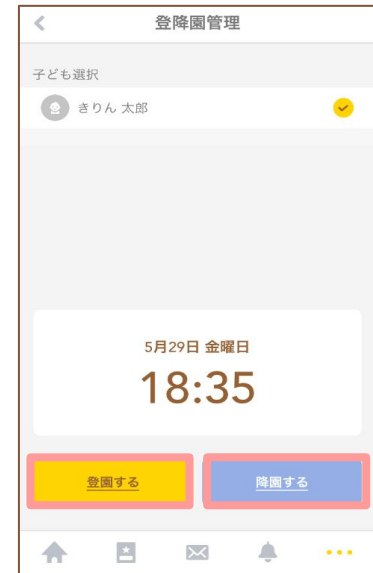 登降園管理
子ども選択
きりん 太郎
5月29日 金曜日
18:35
登園する
降園する